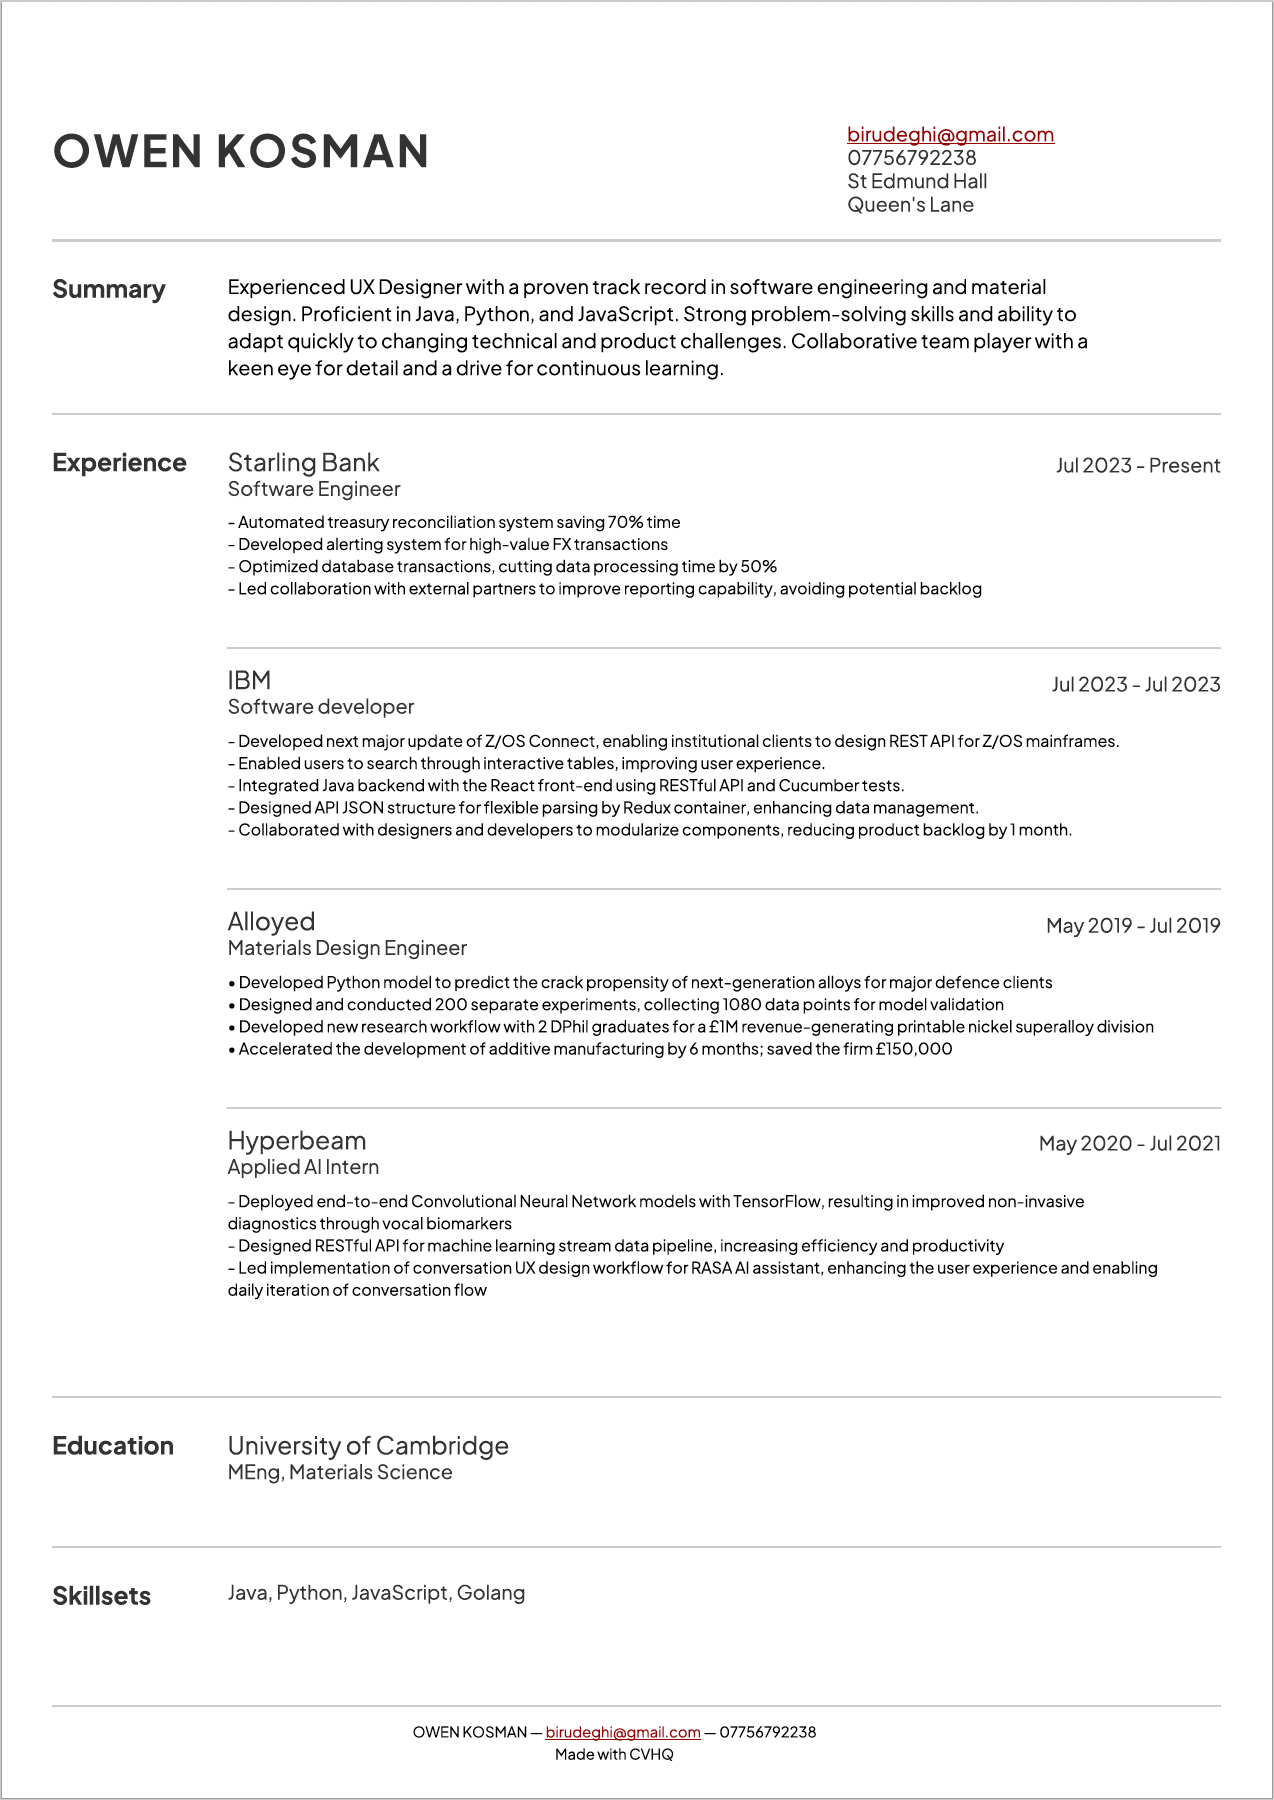 OWEN KOSMAN
birudeghi@gmail.com
07756792238
St Edmund Hall
Queen's Lane
Summary
Experienced UX Designer with a proven track record in software engineering and material
design. Proficient in Java, Python, and JavaScript. Strong problem-solving skills and ability to
adapt quickly to changing technical and product challenges. Collaborative team player with a
keen eye for detail and a drive for continuous learning.
Experience
Starling Bank
Jul 2023 - Present
Software Engineer
- Automated treasury reconciliation system saving 70% time
- Developed alerting system for high-value FX transactions
- Optimized database transactions, cutting data processing time by 50%
- Led collaboration with external partners to improve reporting capability, avoiding potential backlog
IBM
Jul 2023 - Jul 2023
Software developer
- Developed next major update of Z/OS Connect, enabling institutional clients to design REST API for Z/OS mainframes.
- Enabled users to search through interactive tables, improving user experience.
- Integrated Java backend with the React front-end using RESTful API and Cucumber tests.
- Designed API JSON structure for flexible parsing by Redux container, enhancing data management.
- Collaborated with designers and developers to modularize components, reducing product backlog by 1 month.
Alloyed
May 2019 - Jul 2019
Materials Design Engineer
• Developed Python model to predict the crack propensity of next-generation alloys for major defence clients
• Designed and conducted 200 separate experiments, collecting 1080 data points for model validation
• Developed new research workflow with 2 DPhil graduates for a £1M revenue-generating printable nickel superalloy division
• Accelerated the development of additive manufacturing by 6 months; saved the firm £150,000
Hyperbeam
May 2020 - Jul 2021
Applied AI Intern
- Deployed end-to-end Convolutional Neural Network models with TensorFlow, resulting in improved non-invasive
diagnostics through vocal biomarkers
- Designed RESTful API for machine learning stream data pipeline, increasing efficiency and productivity
- Led implementation of conversation UX design workflow for RASA AI assistant, enhancing the user experience and enabling
daily iteration of conversation flow
Education
University of Cambridge
MEng, Materials Science
Skillsets
Java, Python, JavaScript, Golang
OWEN KOSMAN — birudeghi@gmail.com — 07756792238
Made with CVHQ